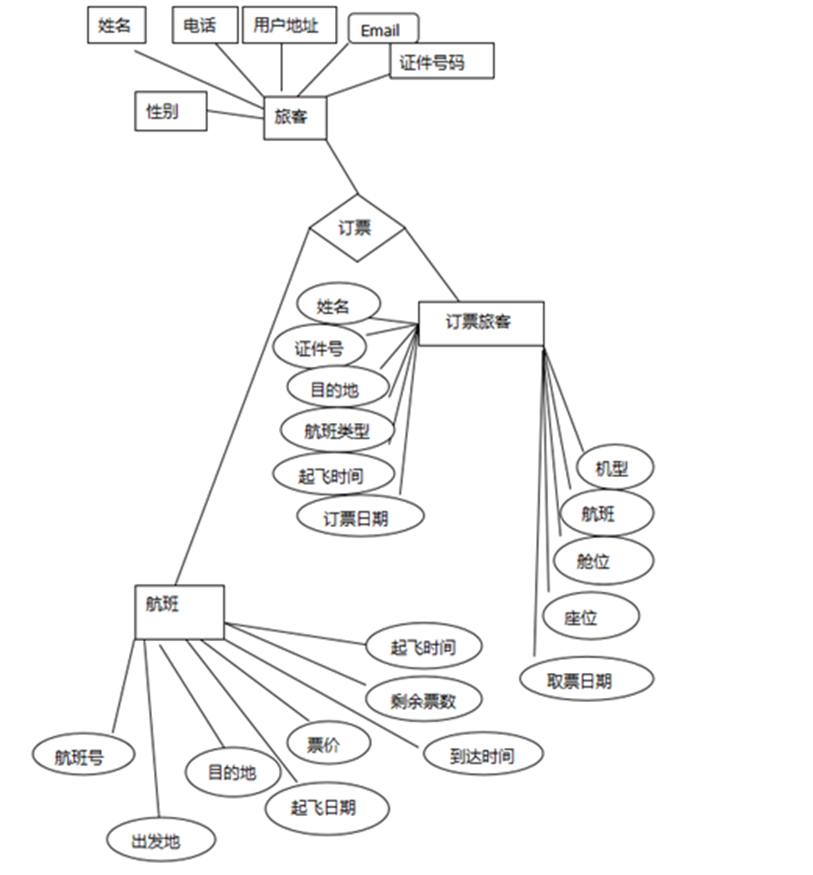 姓名
电话
用户地址
Email
证件号码
性别
旅客
订票
姓名
订票旅客
证件号
目的地
航班类型
起飞时间
订票日期
机型
航班
舱位
座位
取票日期
航班
起飞时间
剩余票数
票价
到达时间
航班号
目的地
起飞日期
出发地